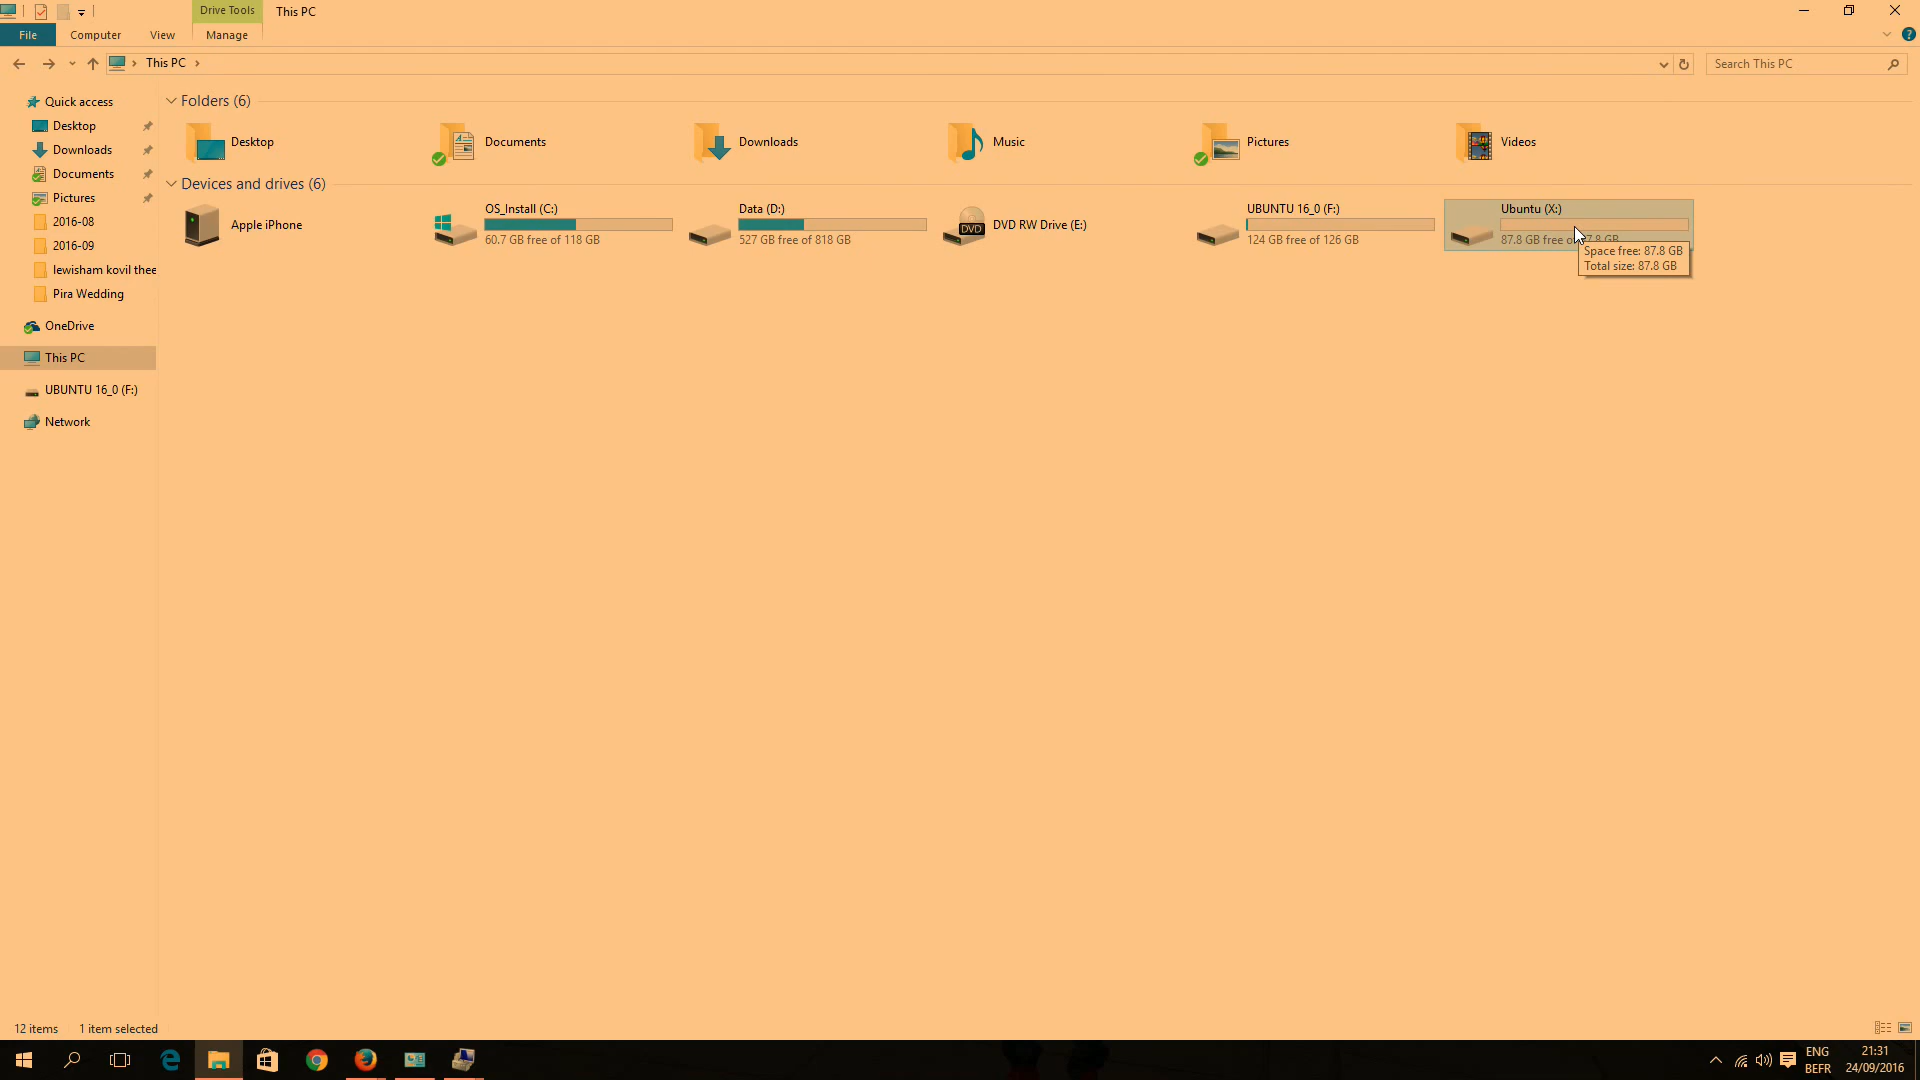 Drive Tools
This PC
File
Computer
View
Manage
This PC
Search This PC
Quick access
Desktop
Downloads
Documents
Pictures
2016-08
2016-09
lewisham kovil thee
Pira Wedding
OneDrive
This PC
UBUNTU 16_0 (F:)
Network
Folders (6)
Desktop
Documents
Downloads
Music
Pictures
Videos
Devices and drives (6)
Apple iPhone
OS_Install (C:)
60.7 GB free of 118 GB
Data (D:)
527 GB free of 818 GB
DVD
DVD RW Drive (E:)
UBUNTU 16_0 (F:)
124 GB free of 126 GB
Ubuntu (X:)
87.8 GB free of 87.8 GB
Space free: 87.8 GB
Total size: 87.8 GB
12 items
1 item selected
ENG
BEFR
21:31
24/09/2016